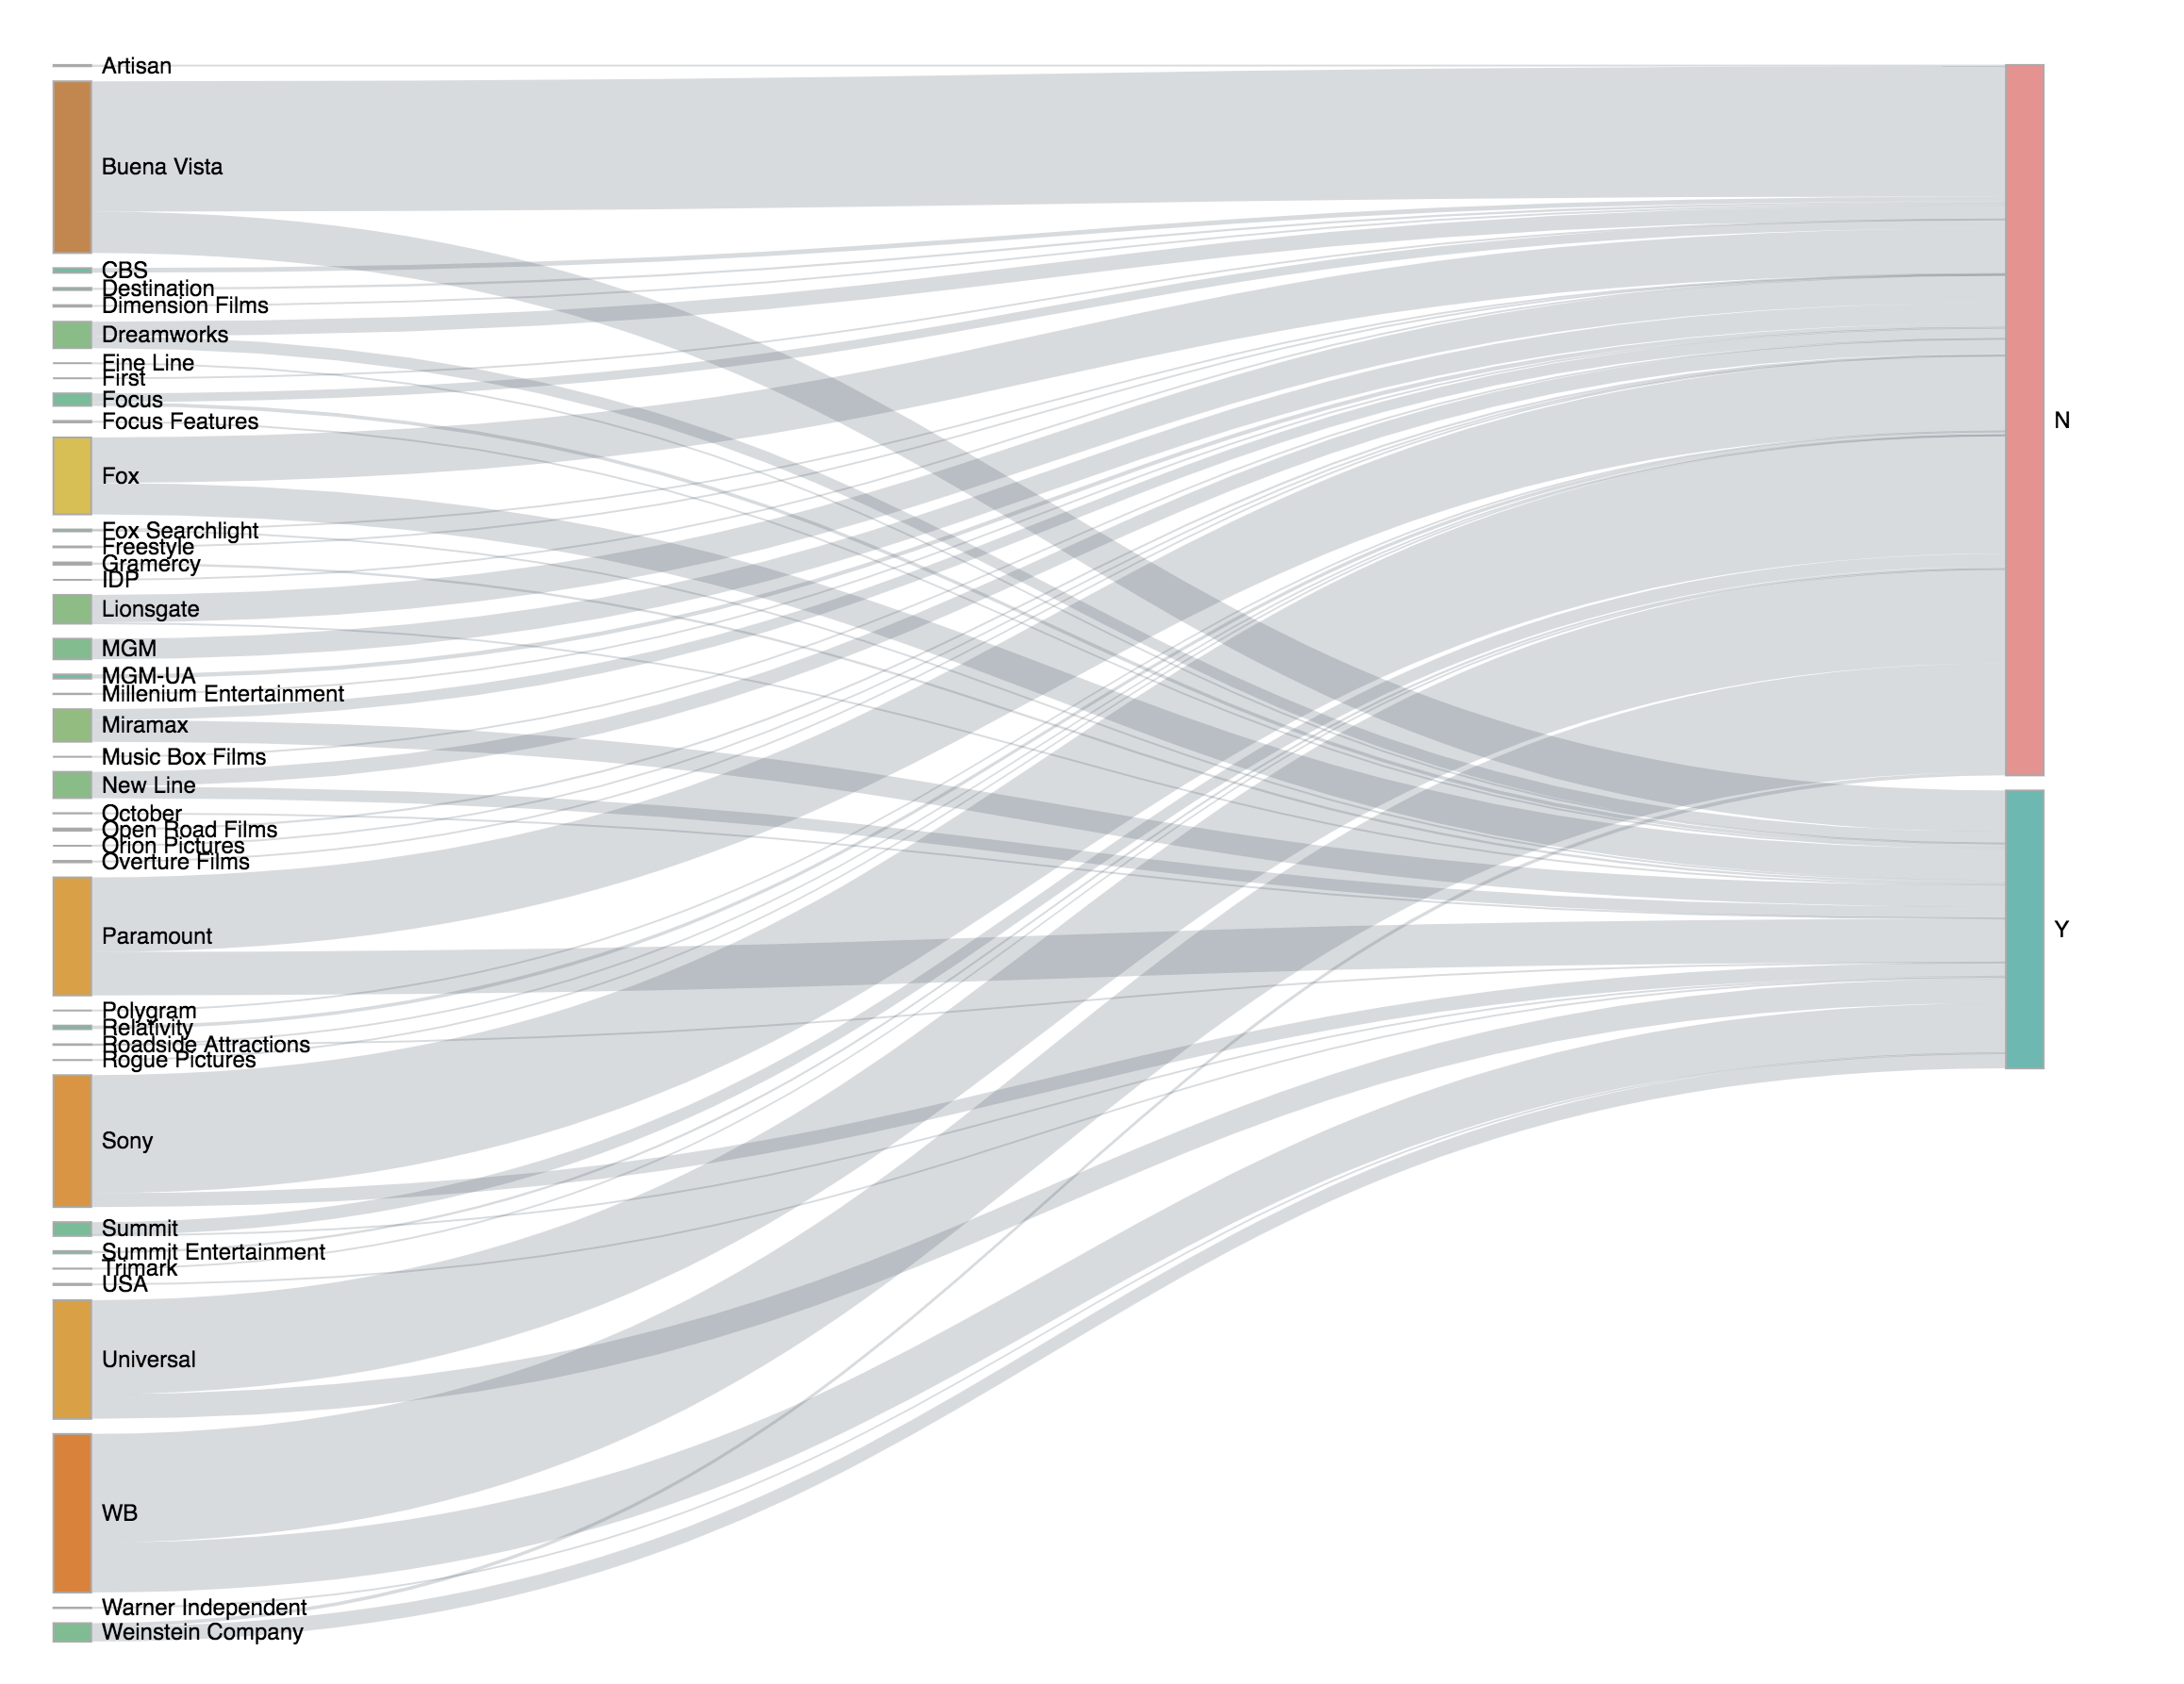 Artisan
Buena Vista
CBS
Destination
Dimension Films
Dreamworks
Fine Line
First
Focus
Focus Features
Fox
Fox Searchlight
Freestyle
Gramercy
IDP
Lionsgate
MGM
MGM-UA
Millenium Entertainment
Miramax
Music Box Films
New Line
October
Open Road Films
Orion Pictures
Overture Films
Paramount
Polygram
Relativity
Roadside Attractions
Rogue Pictures
Sony
Summit
Summit Entertainment
Trimark
USA
Universal
WB
Warner Independent
Weinstein Company
N
Y